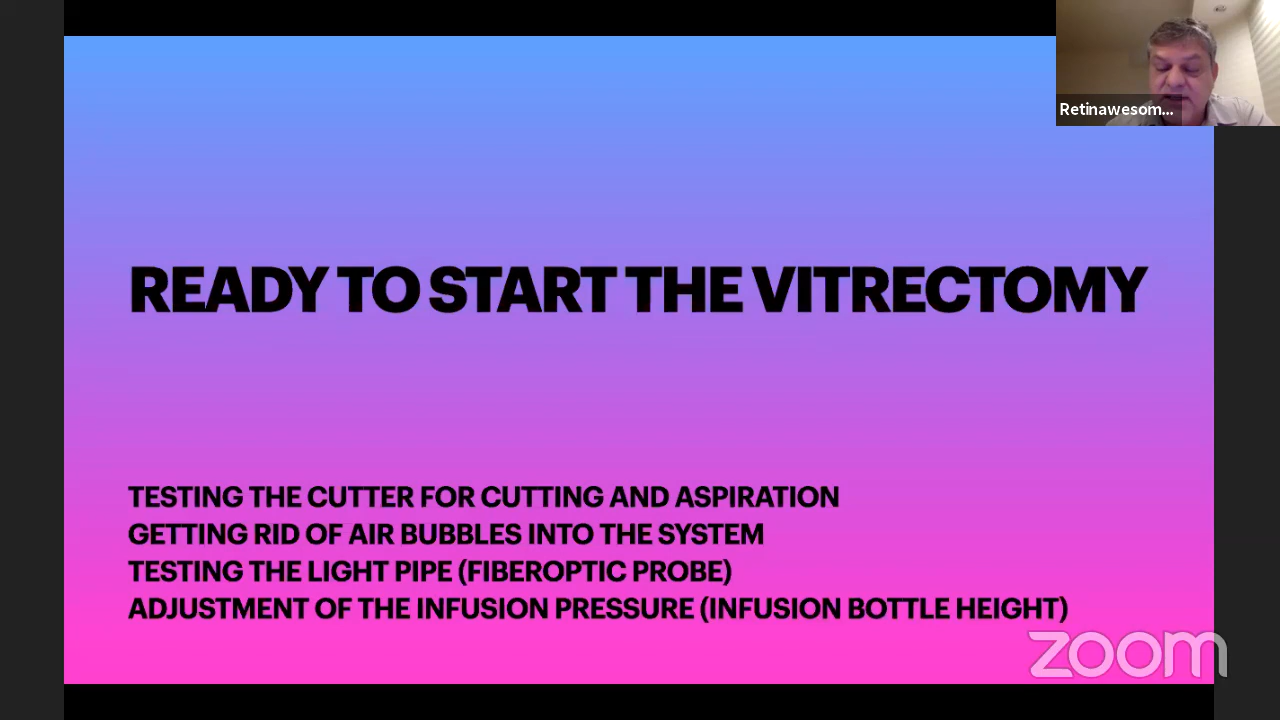 Retinawesom...
READY TO START THE VITRECTOMY
TESTING THE CUTTER FOR CUTTING AND ASPIRATION
GETTING RID OF AIR BUBBLES INTO THE SYSTEM
TESTING THE LIGHT PIPE (FIBEROPTIC PROBE)
ADJUSTMENT OF THE INFUSION PRESSURE (INFUSION BOTTLE HEIGHT)
zoom